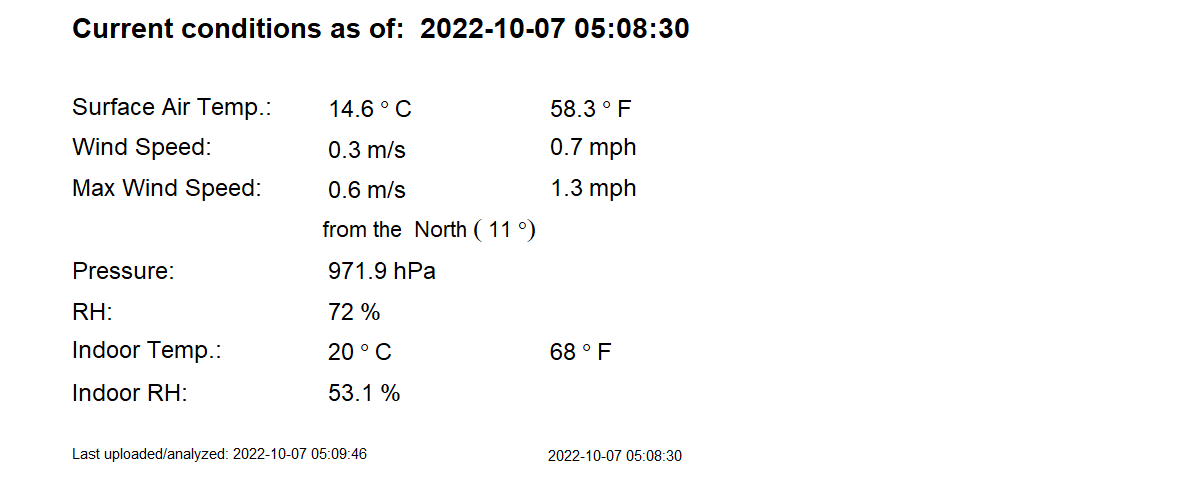 Current conditions as of: 2022-10-07 05:08:30
Surface Air Temp.: 14.6 ° C 58.3 ° F
Wind Speed: 0.3 m/s 0.7 mph
Max Wind Speed: 0.6 m/s 1.3 mph
from the North ( 11 °)
Pressure: 971.9 hPa
RH: 72 %
Indoor Temp.: 20 ° C 68 ° F
Indoor RH: 53.1 %
Last uploaded/analyzed: 2022-10-07 05:09:46 2022-10-07 05:08:30